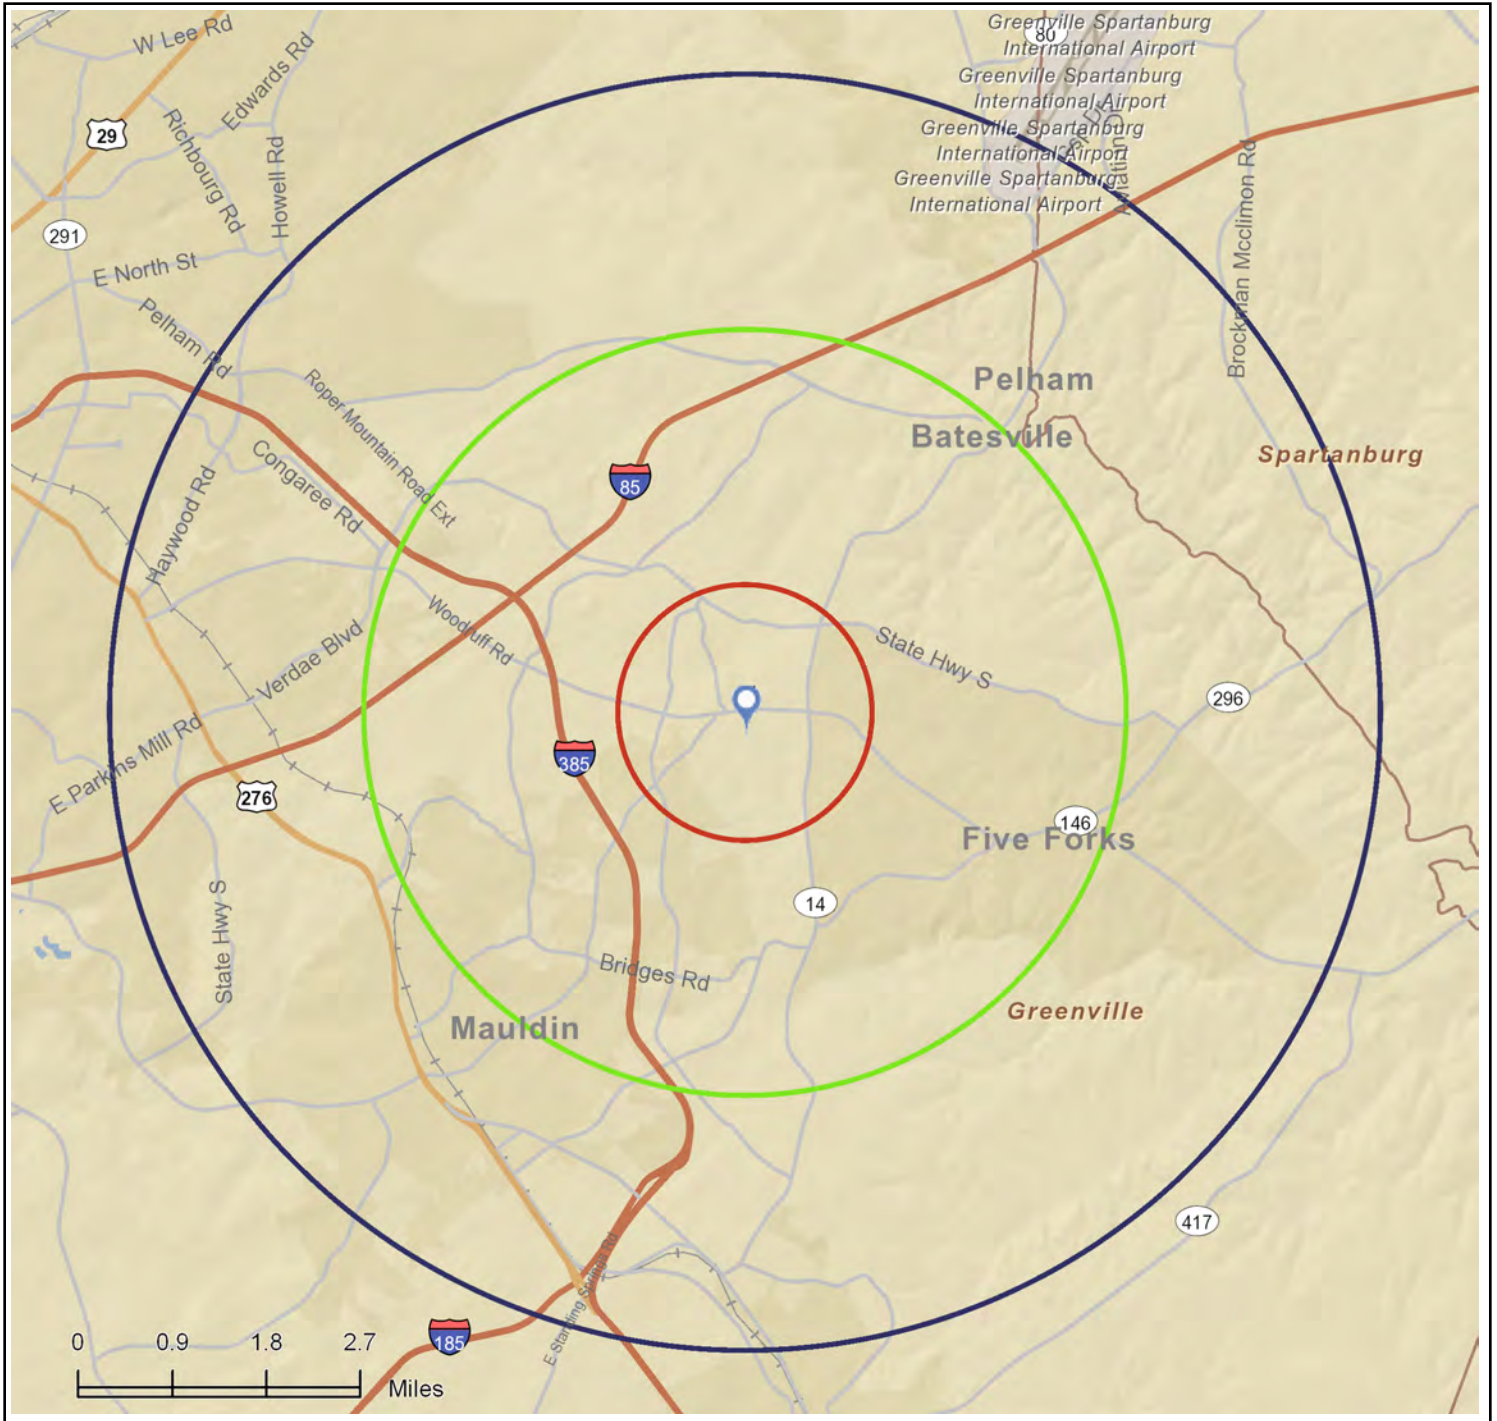 W Lee Rd
Edwards Rd
Richbourg
Rd
Howell Rd
29
291
E North St
Pelham Rd
80
Greenville Spartanburg
International Airport
Greenville Spartanburg
International Airport
Greenville Spartanburg
International Airport
Greenville Spartanburg
International Airport
Aviation Dr
Brockman Mcclimon Rd
Roper Mountain Road Ext
Congaree Rd
Haywood Rd
85
Pelham
Batesville
Spartanburg
Woodruff Rd
State Hwy S
Verdae Blvd
E Parkins Mill Rd
296
385
276
146
Five Forks
14
State Hwy S
Bridges Rd
Mauldin
Greenville
417
E Standing Springs Rd
185
0 0.9 1.8 2.7
Miles